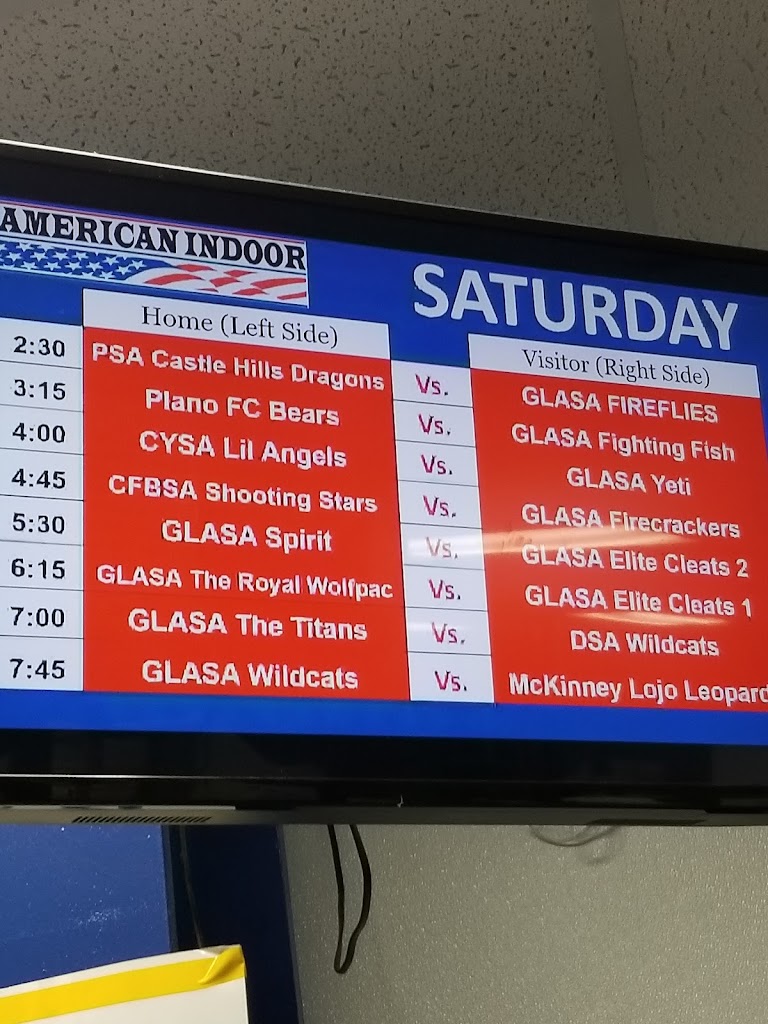 AMERICAN INDOOR
SATURDAY
Home (Left Side) Visitor (Right Side)
2:30 PSA Castle Hills Dragons Vs. GLASA FIREFLIES
3:15 Plano FC Bears Vs. GLASA Fighting Fish
4:00 CYSA Lil Angels Vs. GLASA Yeti
4:45 CFBSA Shooting Stars Vs. GLASA Firecrackers
5:30 GLASA Spirit Vs. GLASA Elite Cleats 2
6:15 GLASA The Royal Wolfpac Vs. GLASA Elite Cleats 1
7:00 GLASA The Titans Vs. DSA Wildcats
7:45 GLASA Wildcats Vs. McKinney Lojo Leopard